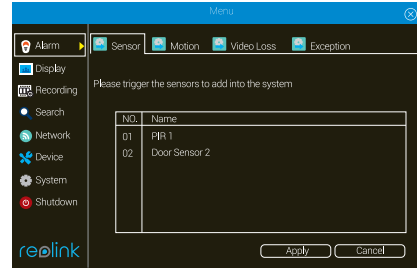 Menu
Alarm
Sensor Motion Video Loss Exception
Display
Please trigger the sensors to add into the system
Recording
Search
NO. Name
01 PIR 1
Network
02 Door Sensor 2
Device
System
Shutdown
reolink
Apply Cancel